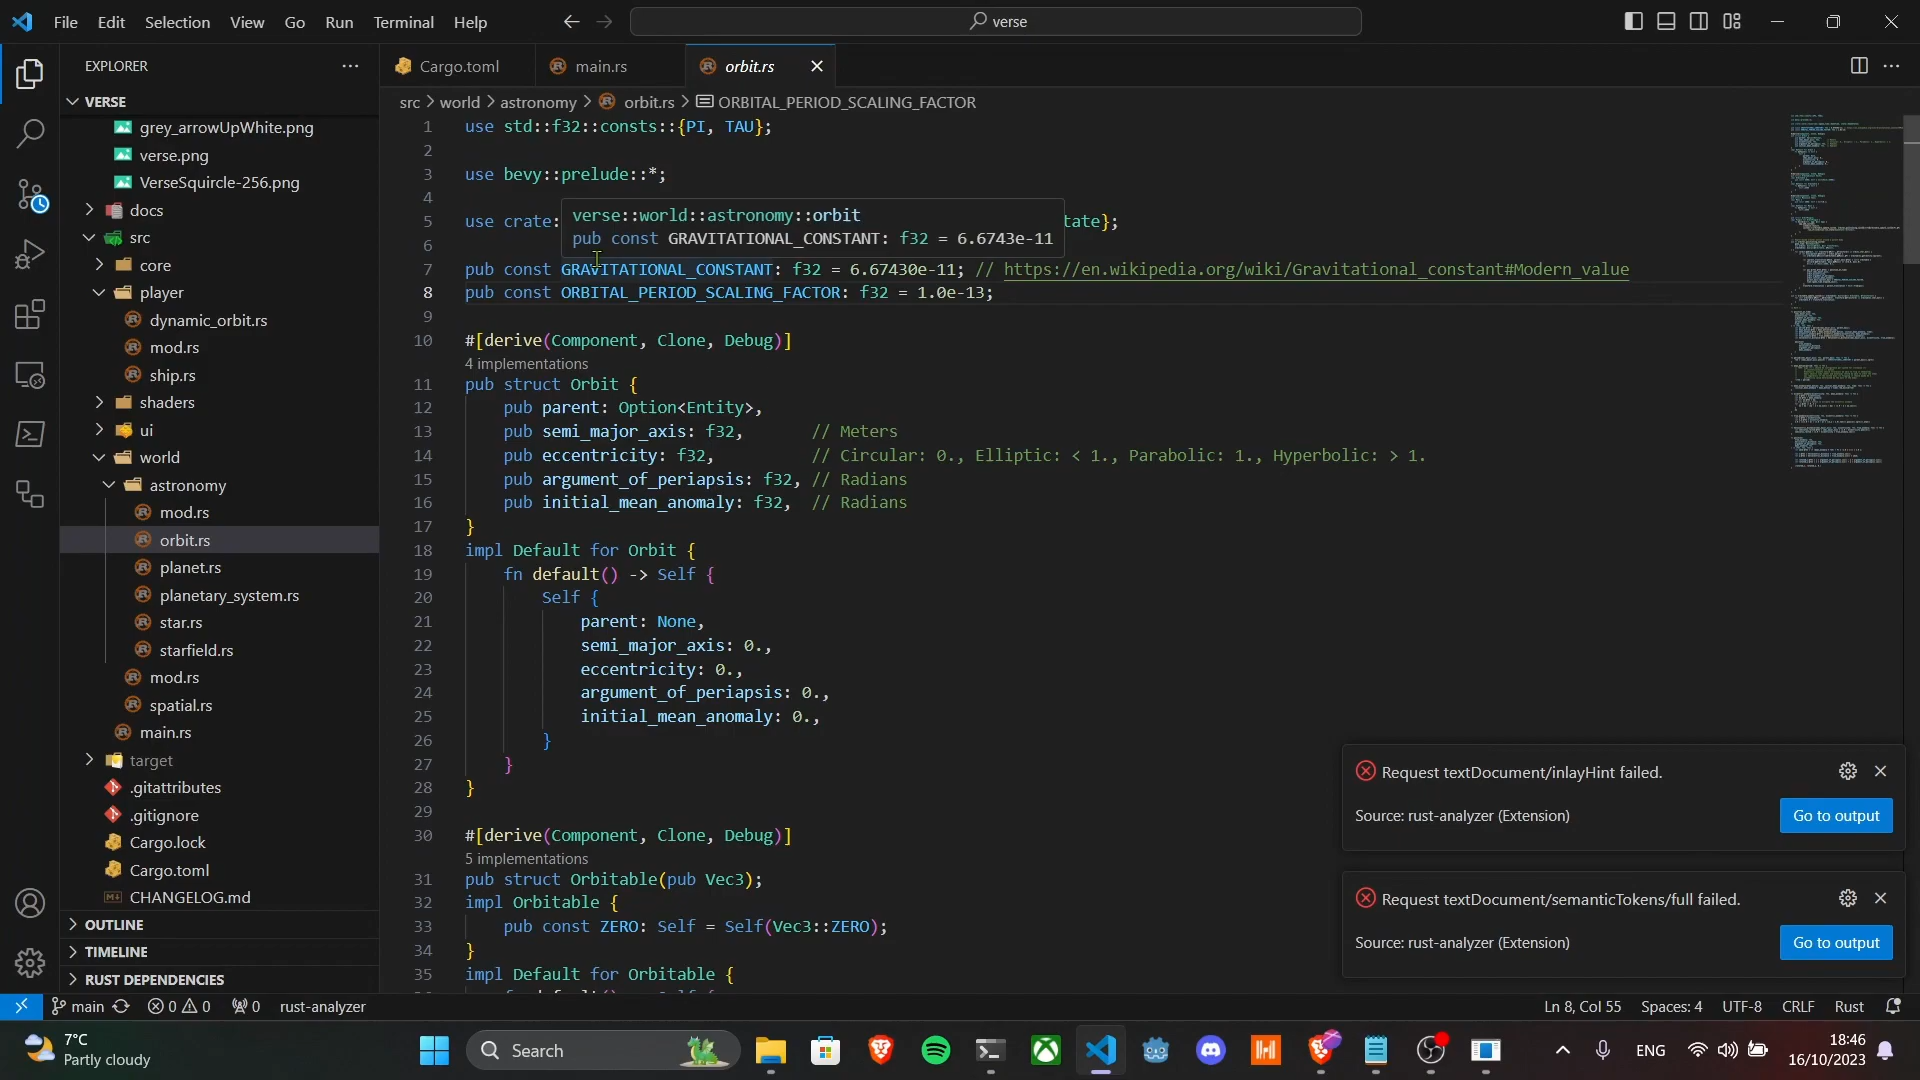 File Edit Selection View Go Run Terminal Help
verse
EXPLORER
VERSE
grey_arrowUpWhite.png
verse.png
VerseSquircle-256.png
docs
src
core
player
dynamic_orbit.rs
mod.rs
ship.rs
shaders
ui
world
astronomy
mod.rs
orbit.rs
planet.rs
planetary_system.rs
star.rs
starfield.rs
mod.rs
spatial.rs
main.rs
target
.gitattributes
.gitignore
Cargo.lock
Cargo.toml
CHANGELOG.md
OUTLINE
TIMELINE
RUST DEPENDENCIES
Cargo.toml main.rs orbit.rs
src > world > astronomy > orbit.rs > ORBITAL_PERIOD_SCALING_FACTOR
1 use std::f32::consts::{PI, TAU};
2
3 use bevy::prelude::*;
4
verse::world::astronomy::orbit
5 use crate: tate};
pub const GRAVITATIONAL_CONSTANT: f32 = 6.6743e-11
6
7 pub const GRAVITATIONAL_CONSTANT: f32 = 6.67430e-11; // https://en.wikipedia.org/wiki/Gravitational_constant#Modern_value
8 pub const ORBITAL_PERIOD_SCALING_FACTOR: f32 = 1.0e-13;
9
10 #[derive(Component, Clone, Debug)]
4 implementations
11 pub struct Orbit {
12 pub parent: Option<Entity>,
13 pub semi_major_axis: f32, // Meters
14 pub eccentricity: f32, // Circular: 0., Elliptic: < 1., Parabolic: 1., Hyperbolic: > 1.
15 pub argument_of_periapsis: f32, // Radians
16 pub initial_mean_anomaly: f32, // Radians
17 }
18 impl Default for Orbit {
19 fn default() -> Self {
20 Self {
21 parent: None,
22 semi_major_axis: 0.,
23 eccentricity: 0.,
24 argument_of_periapsis: 0.,
25 initial_mean_anomaly: 0.,
26 }
27 }
28 }
29
30 #[derive(Component, Clone, Debug)]
5 implementations
31 pub struct Orbitable(pub Vec3);
32 impl Orbitable {
33 pub const ZERO: Self = Self(Vec3::ZERO);
34 }
35 impl Default for Orbitable {
Request textDocument/inlayHint failed.
Source: rust-analyzer (Extension)
Go to output
Request textDocument/semanticTokens/full failed.
Source: rust-analyzer (Extension)
Go to output
main 0 0 0 rust-analyzer
Ln 8, Col 55 Spaces: 4 UTF-8 CRLF Rust
7°C
Partly cloudy
Search
ENG
18:46
16/10/2023